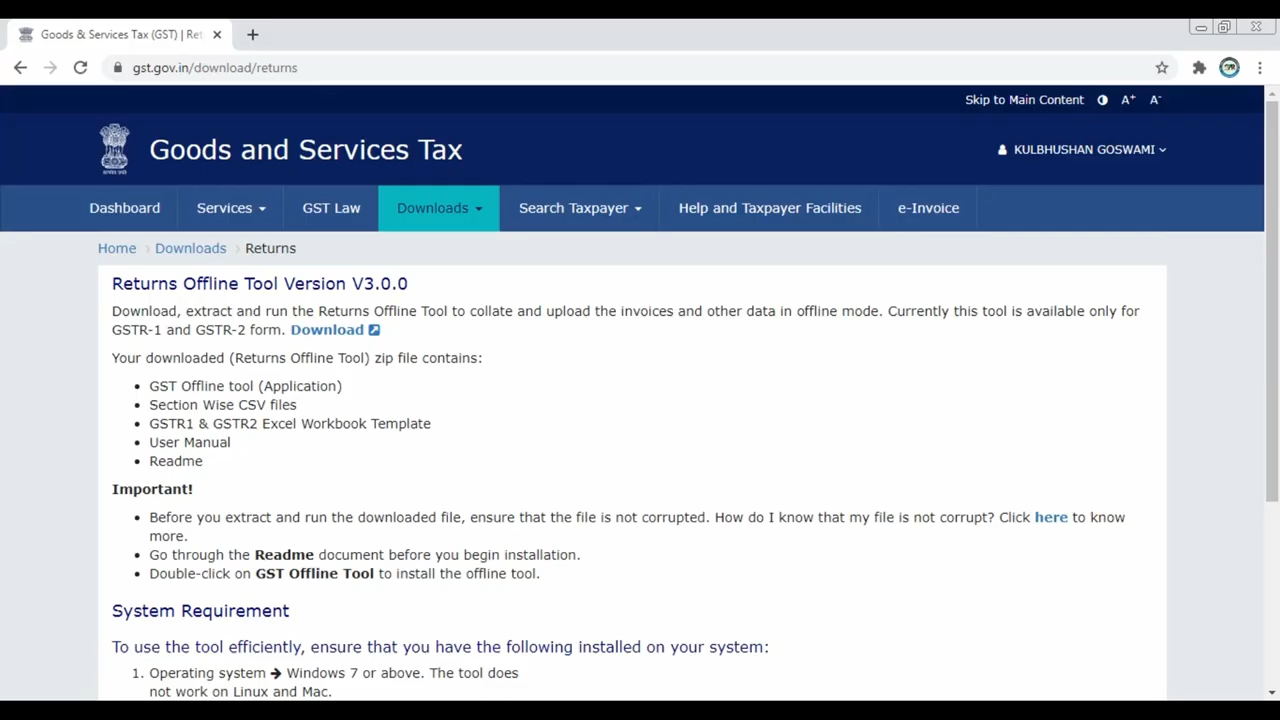 Goods & Services Tax (GST) | Ret
gst.gov.in/download/returns
Skip to Main Content A+ A-
Goods and Services Tax
KULBHUSHAN GOSWAMI
Dashboard Services GST Law Downloads Search Taxpayer Help and Taxpayer Facilities e-Invoice
Home Downloads Returns
Returns Offline Tool Version V3.0.0
Download, extract and run the Returns Offline Tool to collate and upload the invoices and other data in offline mode. Currently this tool is available only for
GSTR-1 and GSTR-2 form. Download
Your downloaded (Returns Offline Tool) zip file contains:
• GST Offline tool (Application)
• Section Wise CSV files
• GSTR1 & GSTR2 Excel Workbook Template
• User Manual
• Readme
Important!
• Before you extract and run the downloaded file, ensure that the file is not corrupted. How do I know that my file is not corrupt? Click here to know
more.
• Go through the Readme document before you begin installation.
• Double-click on GST Offline Tool to install the offline tool.
System Requirement
To use the tool efficiently, ensure that you have the following installed on your system:
1. Operating system → Windows 7 or above. The tool does
not work on Linux and Mac.